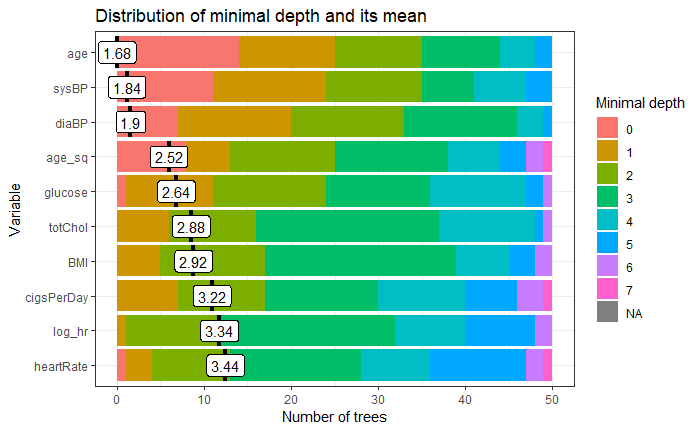 Distribution of minimal depth and its mean
Variable
age
1.68
sysBP
1.84
diaBP
1.9
age_sq
2.52
glucose
2.64
totChol
2.88
BMI
2.92
cigsPerDay
3.22
log_hr
3.34
heartRate
3.44
0 10 20 30 40 50
Number of trees
Minimal depth
0
1
2
3
4
5
6
7
NA